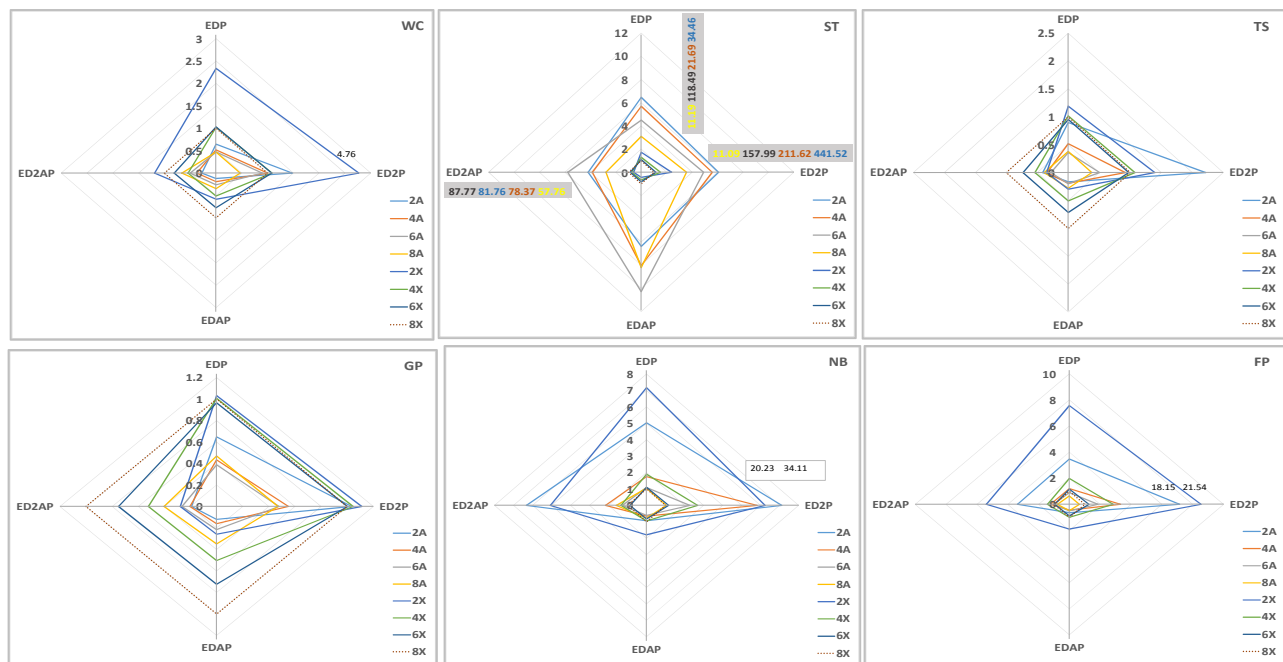 EDP
WC
3
2.5
2
1.5
1
0.5
0
4.76
ED2AP
ED2P
EDAP
2A
4A
6A
8A
2X
4X
6X
8X
EDP
ST
12
10
8
6
4
2
0
118.49 21.69 34.46
11.09 157.99 211.62 441.52
87.77 81.76 78.37 57.76
ED2AP
ED2P
EDAP
2A
4A
6A
8A
2X
4X
6X
8X
EDP
TS
2.5
2
1.5
1
0.5
0
ED2AP
ED2P
EDAP
2A
4A
6A
8A
2X
4X
6X
8X
EDP
GP
1.2
1
0.8
0.6
0.4
0.2
0
ED2AP
ED2P
EDAP
2A
4A
6A
8A
2X
4X
6X
8X
EDP
NB
8
7
6
5
4
3
2
1
0
20.23 34.11
ED2AP
ED2P
EDAP
2A
4A
6A
8A
2X
4X
6X
8X
EDP
FP
10
8
6
4
2
0
18.15 21.54
ED2AP
ED2P
EDAP
2A
4A
6A
8A
2X
4X
6X
8X